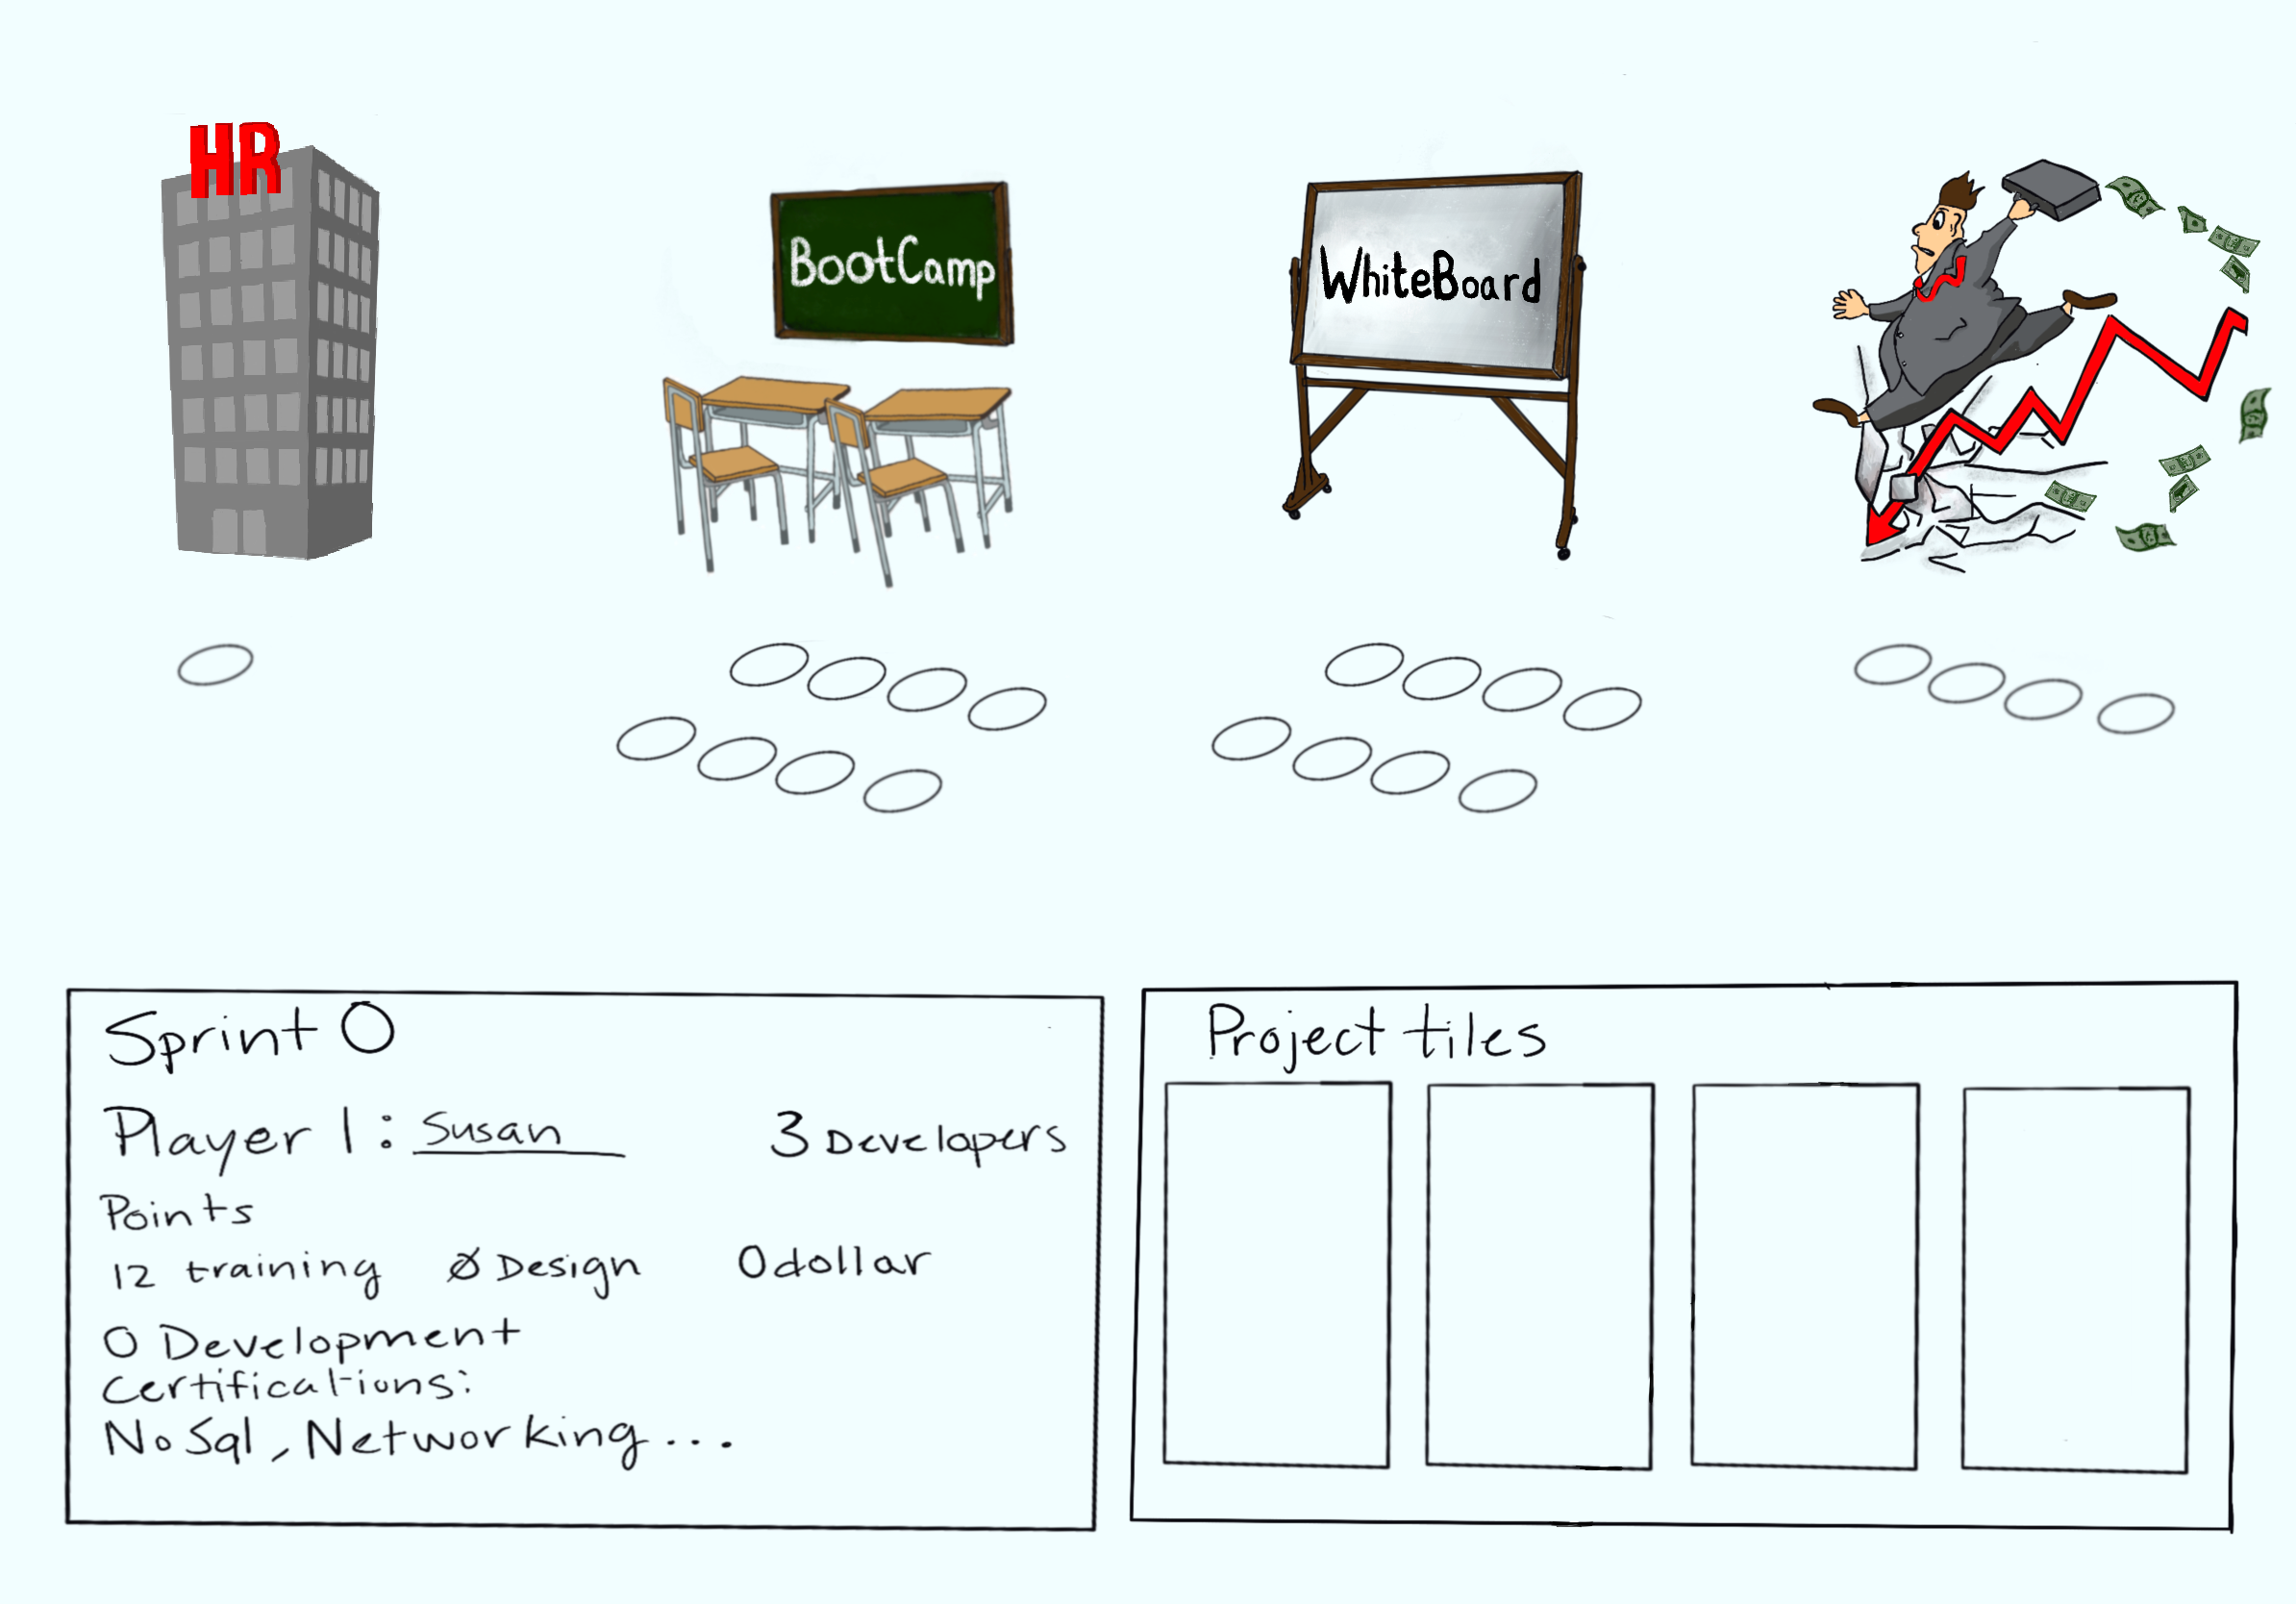 HR
BootCamp
WhiteBoard
Sprint 0
Player 1: Susan 3 Developers
Points
12 training Ø Design 0 dollar
0 Development
Certifications:
NoSql, Networking...
Project tiles